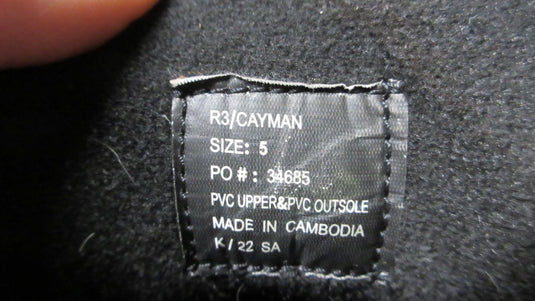 R3/CAYMAN
SIZE: 5
PO #: 34685
PVC UPPER&PVC OUTSOLE
MADE IN CAMBODIA
K/22 SA